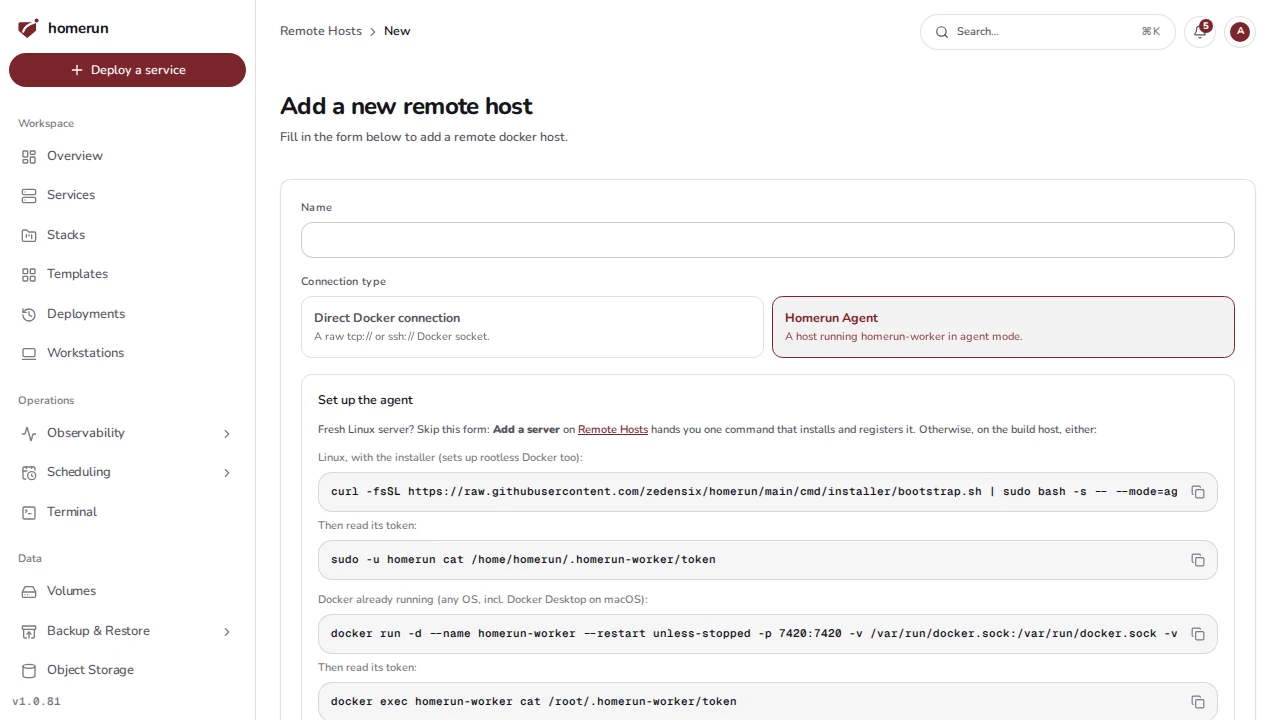 homerun
Deploy a service
Workspace
Overview
Services
Stacks
Templates
Deployments
Workstations
Operations
Observability
Scheduling
Terminal
Data
Volumes
Backup & Restore
Object Storage
v1.0.81
Remote Hosts > New
Search... ⌘K
5
A
Add a new remote host
Fill in the form below to add a remote docker host.
Name
Connection type
Direct Docker connection
A raw tcp:// or ssh:// Docker socket.
Homerun Agent
A host running homerun-worker in agent mode.
Set up the agent
Fresh Linux server? Skip this form: Add a server on Remote Hosts hands you one command that installs and registers it. Otherwise, on the build host, either:
Linux, with the installer (sets up rootless Docker too):
curl -fsSL https://raw.githubusercontent.com/zedensix/homerun/main/cmd/installer/bootstrap.sh | sudo bash -s -- --mode=ag
Then read its token:
sudo -u homerun cat /home/homerun/.homerun-worker/token
Docker already running (any OS, incl. Docker Desktop on macOS):
docker run -d --name homerun-worker --restart unless-stopped -p 7420:7420 -v /var/run/docker.sock:/var/run/docker.sock -v
Then read its token:
docker exec homerun-worker cat /root/.homerun-worker/token